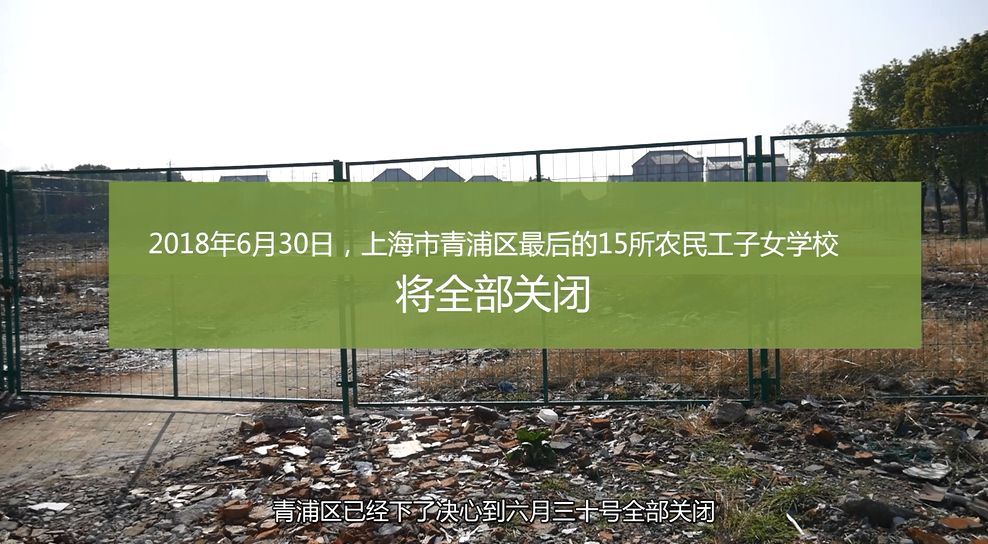 2018年6月30日，上海市青浦区最后的15所农民工子女学校
将全部关闭
青浦区已经下了决心到六月三十号全部关闭